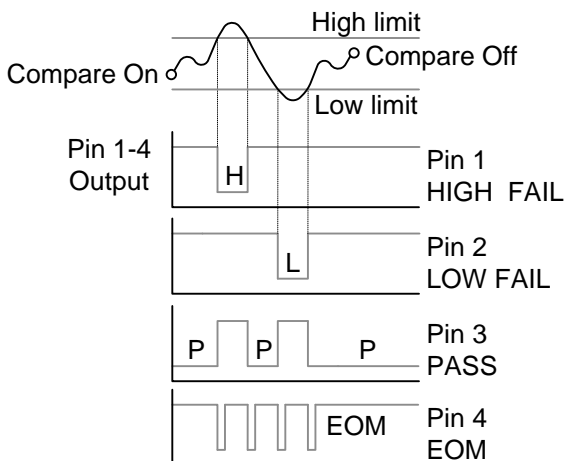 High limit
Compare On
Compare Off
Low limit
Pin 1-4
Output
H
Pin 1
HIGH FAIL
L
Pin 2
LOW FAIL
P
P
P
Pin 3
PASS
EOM
Pin 4
EOM